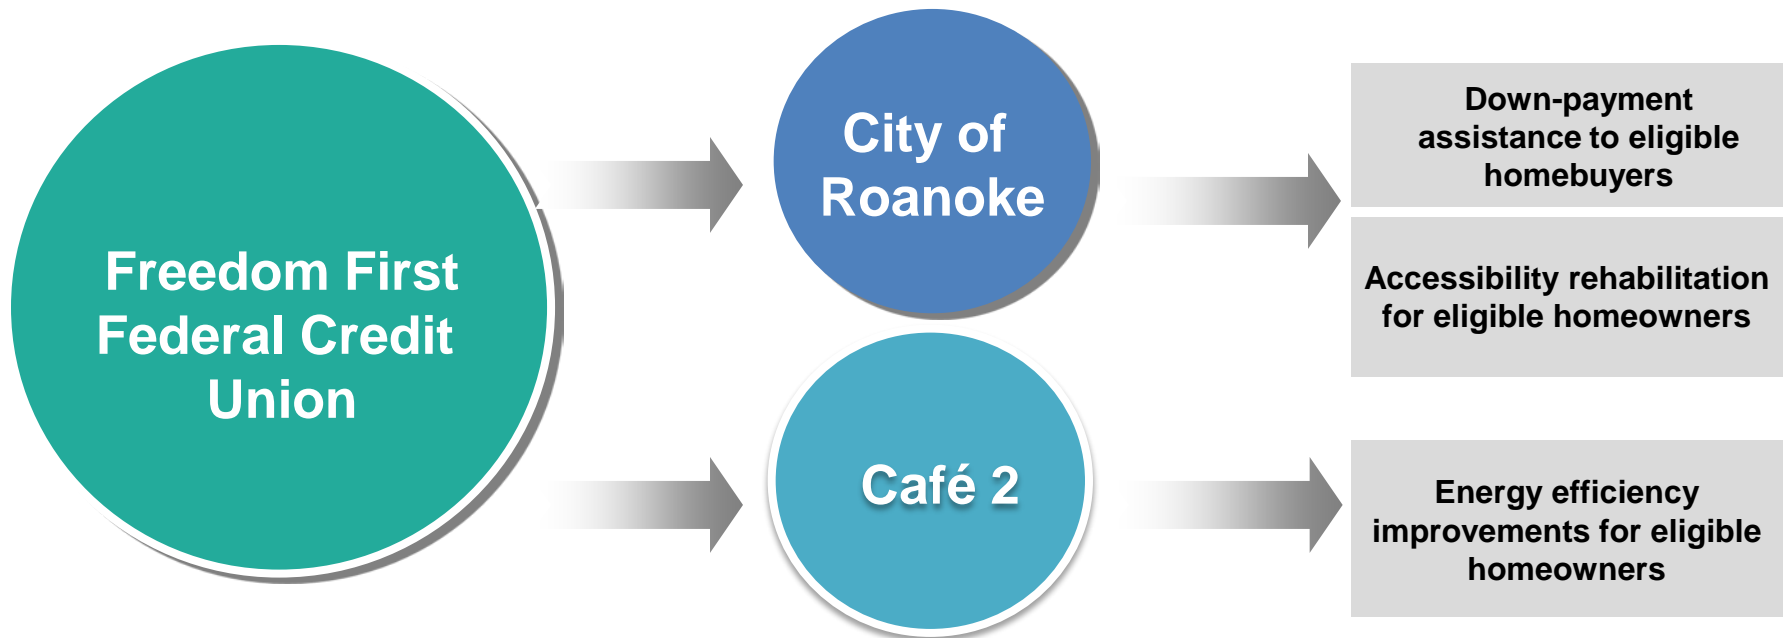 Freedom First
Federal Credit
Union
City of
Roanoke
Café 2
Down-payment
assistance to eligible
homebuyers
Accessibility rehabilitation
for eligible homeowners
Energy efficiency
improvements for eligible
homeowners